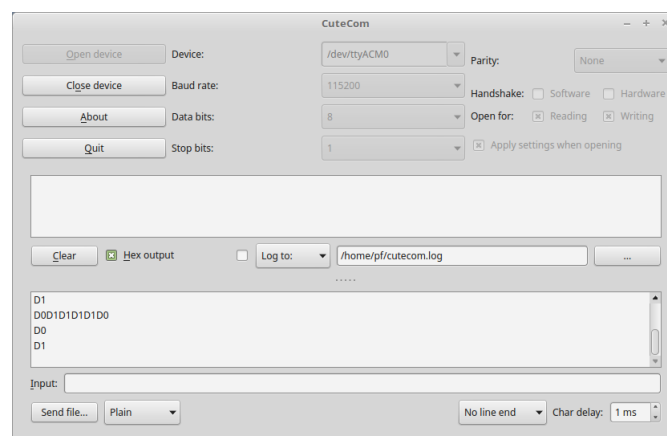 CuteCom
Open device
Device:
/dev/ttyACM0
Parity:
None
Close device
Baud rate:
115200
Handshake:
Software
Hardware
About
Data bits:
8
Open for:
Reading
Writing
Quit
Stop bits:
1
Apply settings when opening
Clear
Hex output
Log to:
/home/pf/cutecom.log
...
D1
D0D1D1D1D1D0
D0
D1
Input:
Send file...
Plain
No line end
Char delay:
1 ms